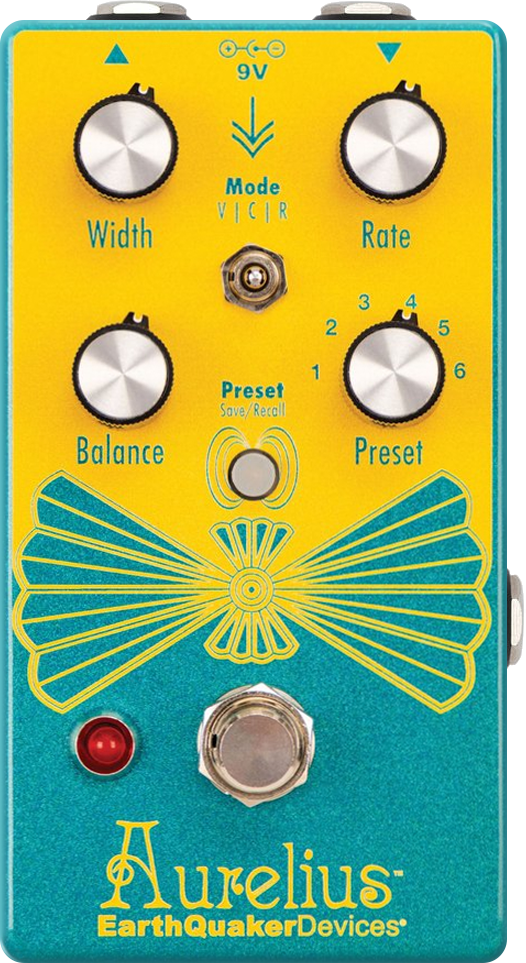 9V
Mode
V|C|R
Width
Rate
1 2 3 4 5 6
Preset
Save/Recall
Balance
Preset
Aurelius™
EarthQuakerDevices®